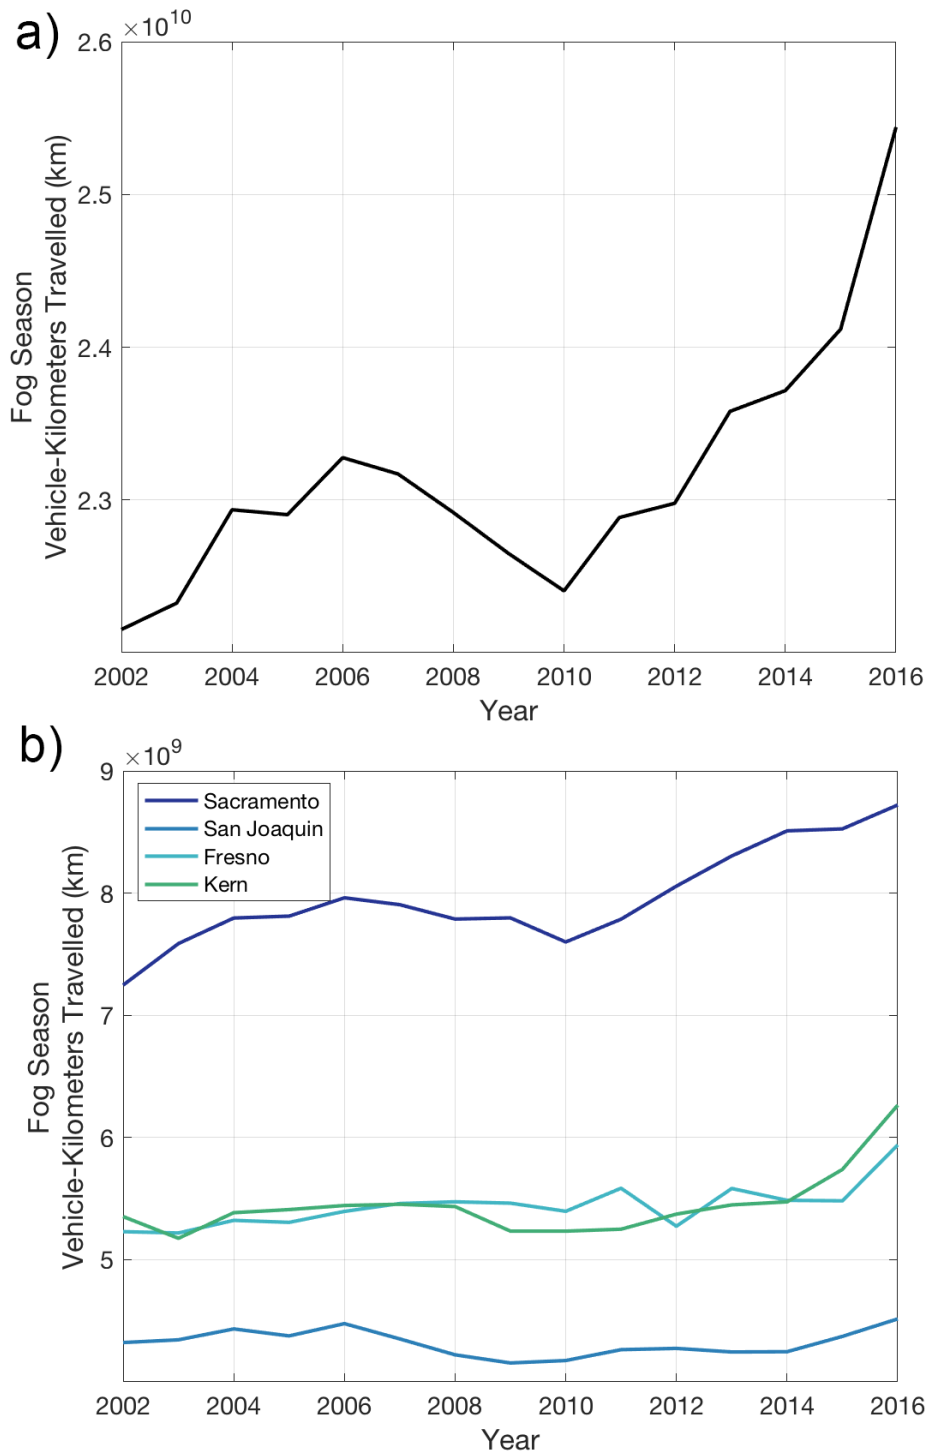 a)
×10^10
2.6
2.5
2.4
2.3
Fog Season
Vehicle-Kilometers Travelled (km)
2002 2004 2006 2008 2010 2012 2014 2016
Year
b)
×10^9
9
8
7
6
5
Sacramento
San Joaquin
Fresno
Kern
Fog Season
Vehicle-Kilometers Travelled (km)
2002 2004 2006 2008 2010 2012 2014 2016
Year